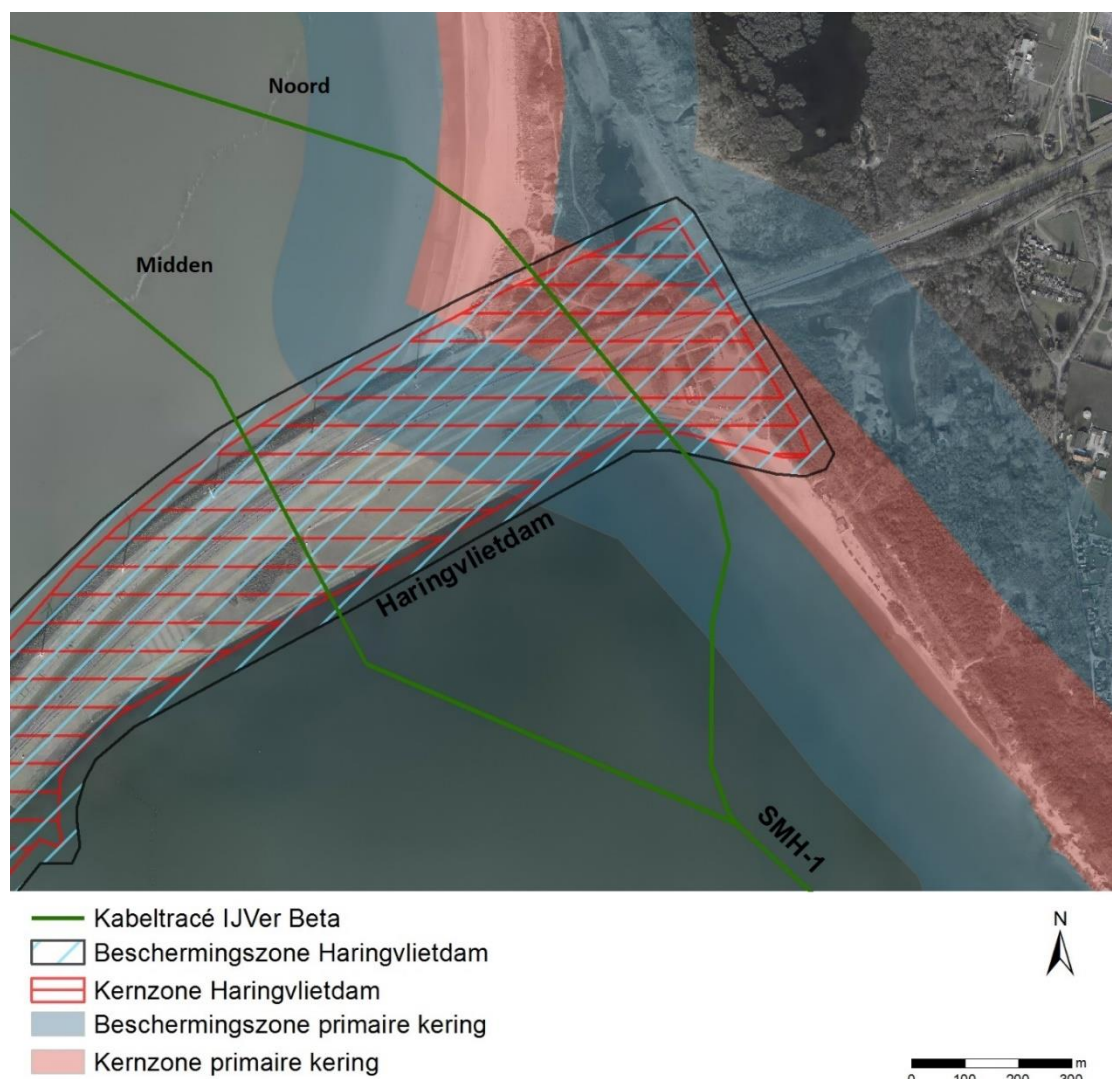 Noord
Midden
Haringvlietdam
SMH-1
Kabeltracé IJVer Beta
Beschermingszone Haringvlietdam
Kernzone Haringvlietdam
Beschermingszone primaire kering
Kernzone primaire kering
N
m
0 100 200 300